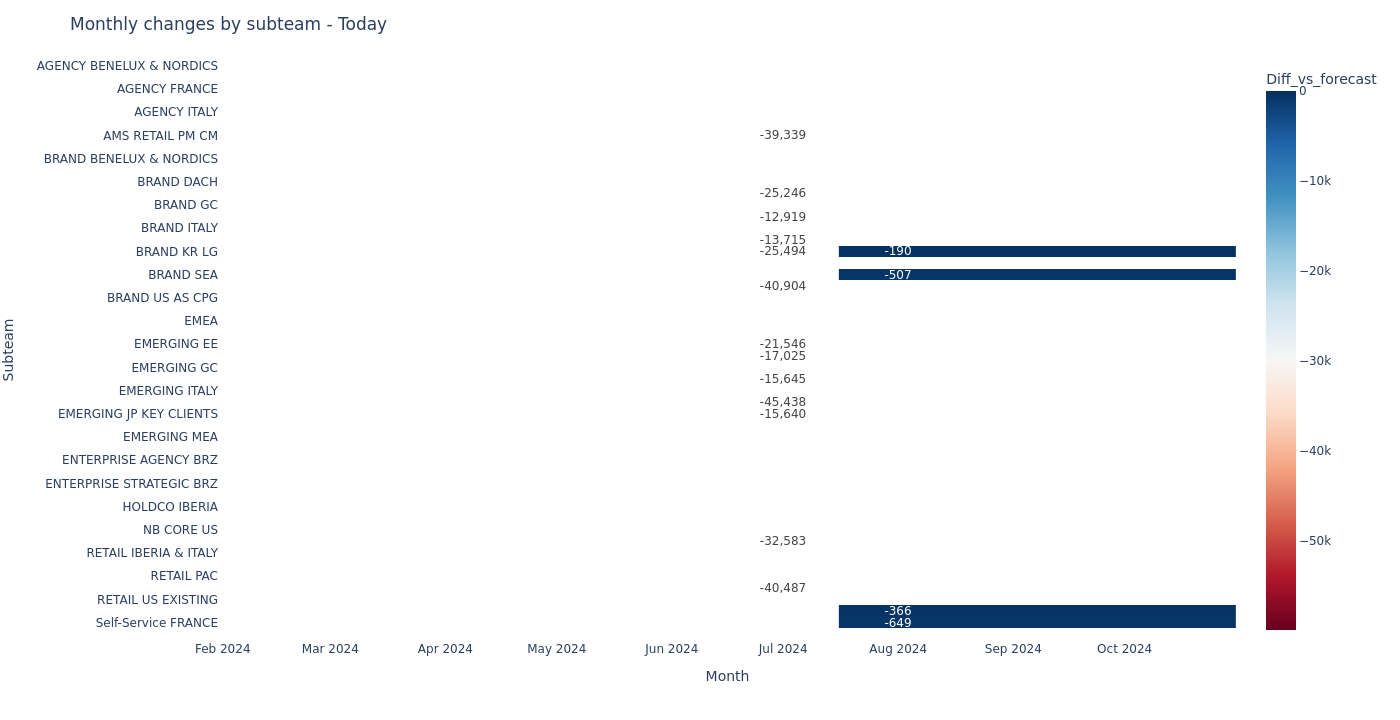 Monthly changes by subteam - Today
Diff_vs_forecast
0
−10k
−20k
−30k
−40k
−50k
Subteam
AGENCY BENELUX & NORDICS
AGENCY FRANCE
AGENCY ITALY
AMS RETAIL PM CM
-39,339
BRAND BENELUX & NORDICS
BRAND DACH
-25,246
BRAND GC
-12,919
BRAND ITALY
-13,715
BRAND KR LG
-25,494
-190
BRAND SEA
-507
-40,904
BRAND US AS CPG
EMEA
EMERGING EE
-21,546
-17,025
EMERGING GC
-15,645
EMERGING ITALY
-45,438
EMERGING JP KEY CLIENTS
-15,640
EMERGING MEA
ENTERPRISE AGENCY BRZ
ENTERPRISE STRATEGIC BRZ
HOLDCO IBERIA
NB CORE US
-32,583
RETAIL IBERIA & ITALY
RETAIL PAC
-40,487
RETAIL US EXISTING
-366
Self-Service FRANCE
-649
Feb 2024
Mar 2024
Apr 2024
May 2024
Jun 2024
Jul 2024
Aug 2024
Sep 2024
Oct 2024
Month